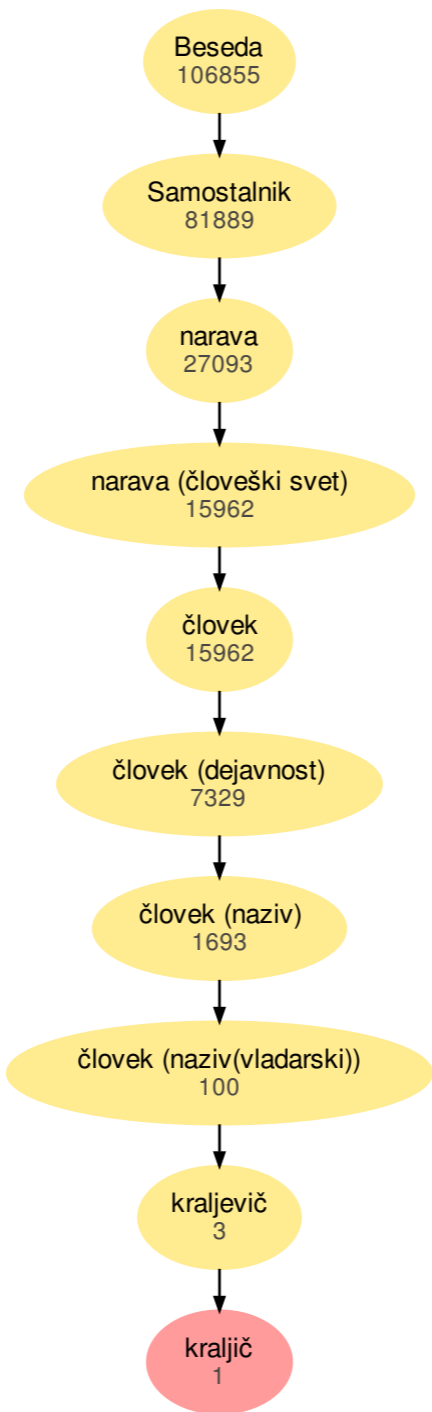 Beseda
106855
Samostalnik
81889
narava
27093
narava (človeški svet)
15962
človek
15962
človek (dejavnost)
7329
človek (naziv)
1693
človek (naziv(vladarski))
100
kraljevič
3
kraljič
1